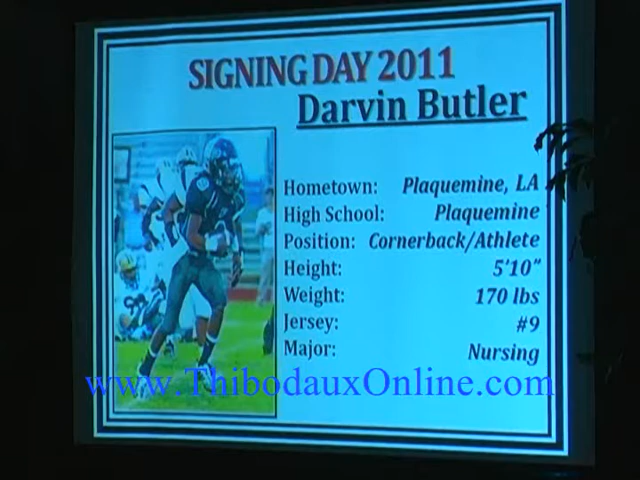 SIGNING DAY 2011
Darvin Butler
Hometown: Plaquemine, LA
High School: Plaquemine
Position: Cornerback/Athlete
Height: 5'10"
Weight: 170 lbs
Jersey: #9
Major: Nursing
www.ThibodauxOnline.com